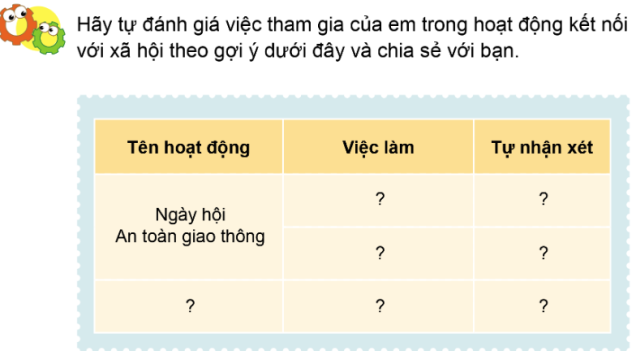 Hãy tự đánh giá việc tham gia của em trong hoạt động kết nối
với xã hội theo gợi ý dưới đây và chia sẻ với bạn.
Tên hoạt động Việc làm Tự nhận xét
Ngày hội
An toàn giao thông
? ?
? ?
? ? ?